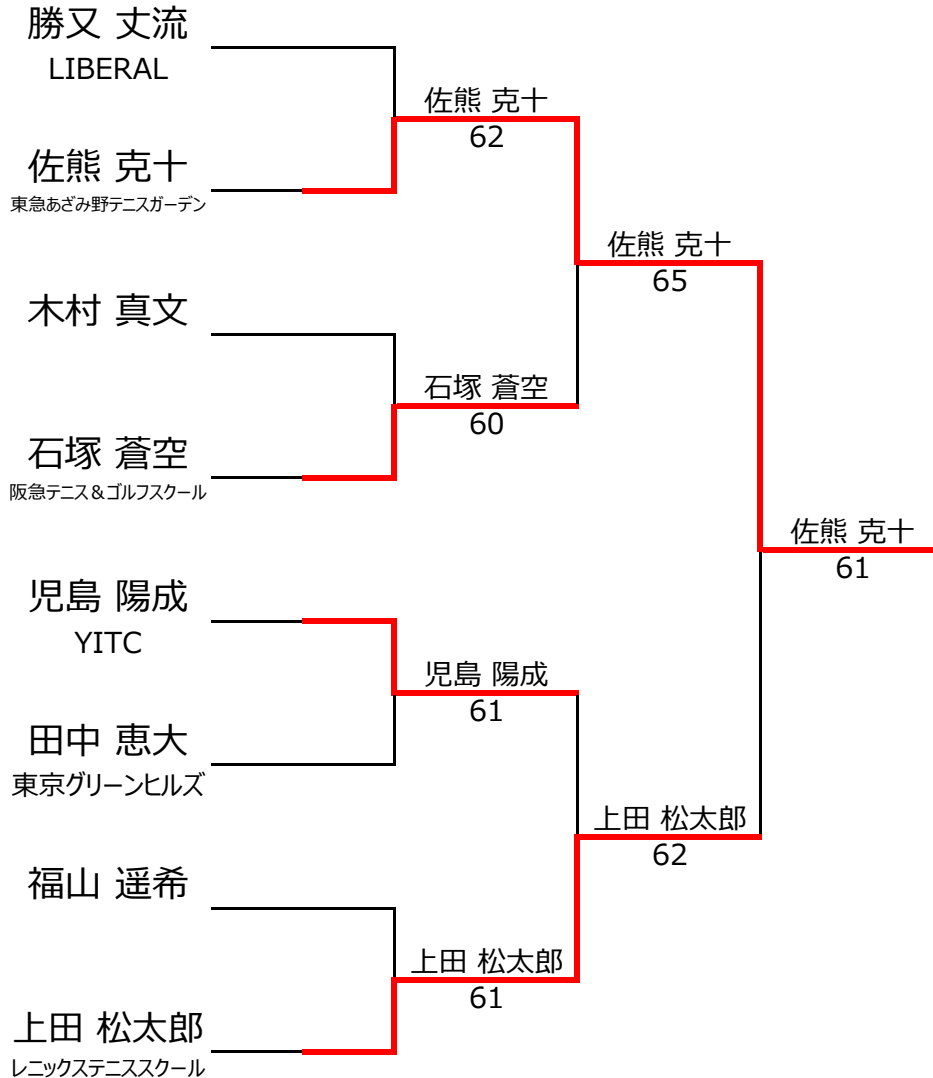 勝又 丈流
LIBERAL
佐熊 克十
62
佐熊 克十
東急あざみ野テニスガーデン
佐熊 克十
65
木村 真文
石塚 蒼空
60
石塚 蒼空
阪急テニス＆ゴルフスクール
佐熊 克十
61
児島 陽成
YITC
児島 陽成
61
田中 恵大
東京グリーンヒルズ
上田 松太郎
62
福山 遥希
上田 松太郎
61
上田 松太郎
レニックステニススクール